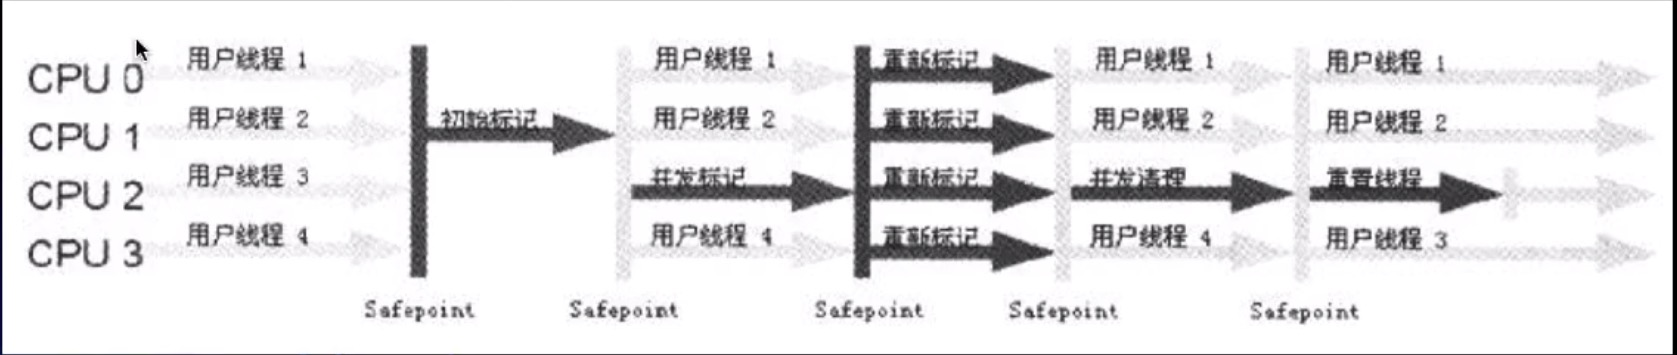 CPU 0 用户线程 1 用户线程 1 重新标记 用户线程 1 用户线程 1
CPU 1 用户线程 2 初始标记 用户线程 2 重新标记 用户线程 2 用户线程 2
CPU 2 用户线程 3 并发标记 重新标记 并发清理 重置线程
CPU 3 用户线程 4 用户线程 4 重新标记 用户线程 4 用户线程 3
Safepoint Safepoint Safepoint Safepoint Safepoint